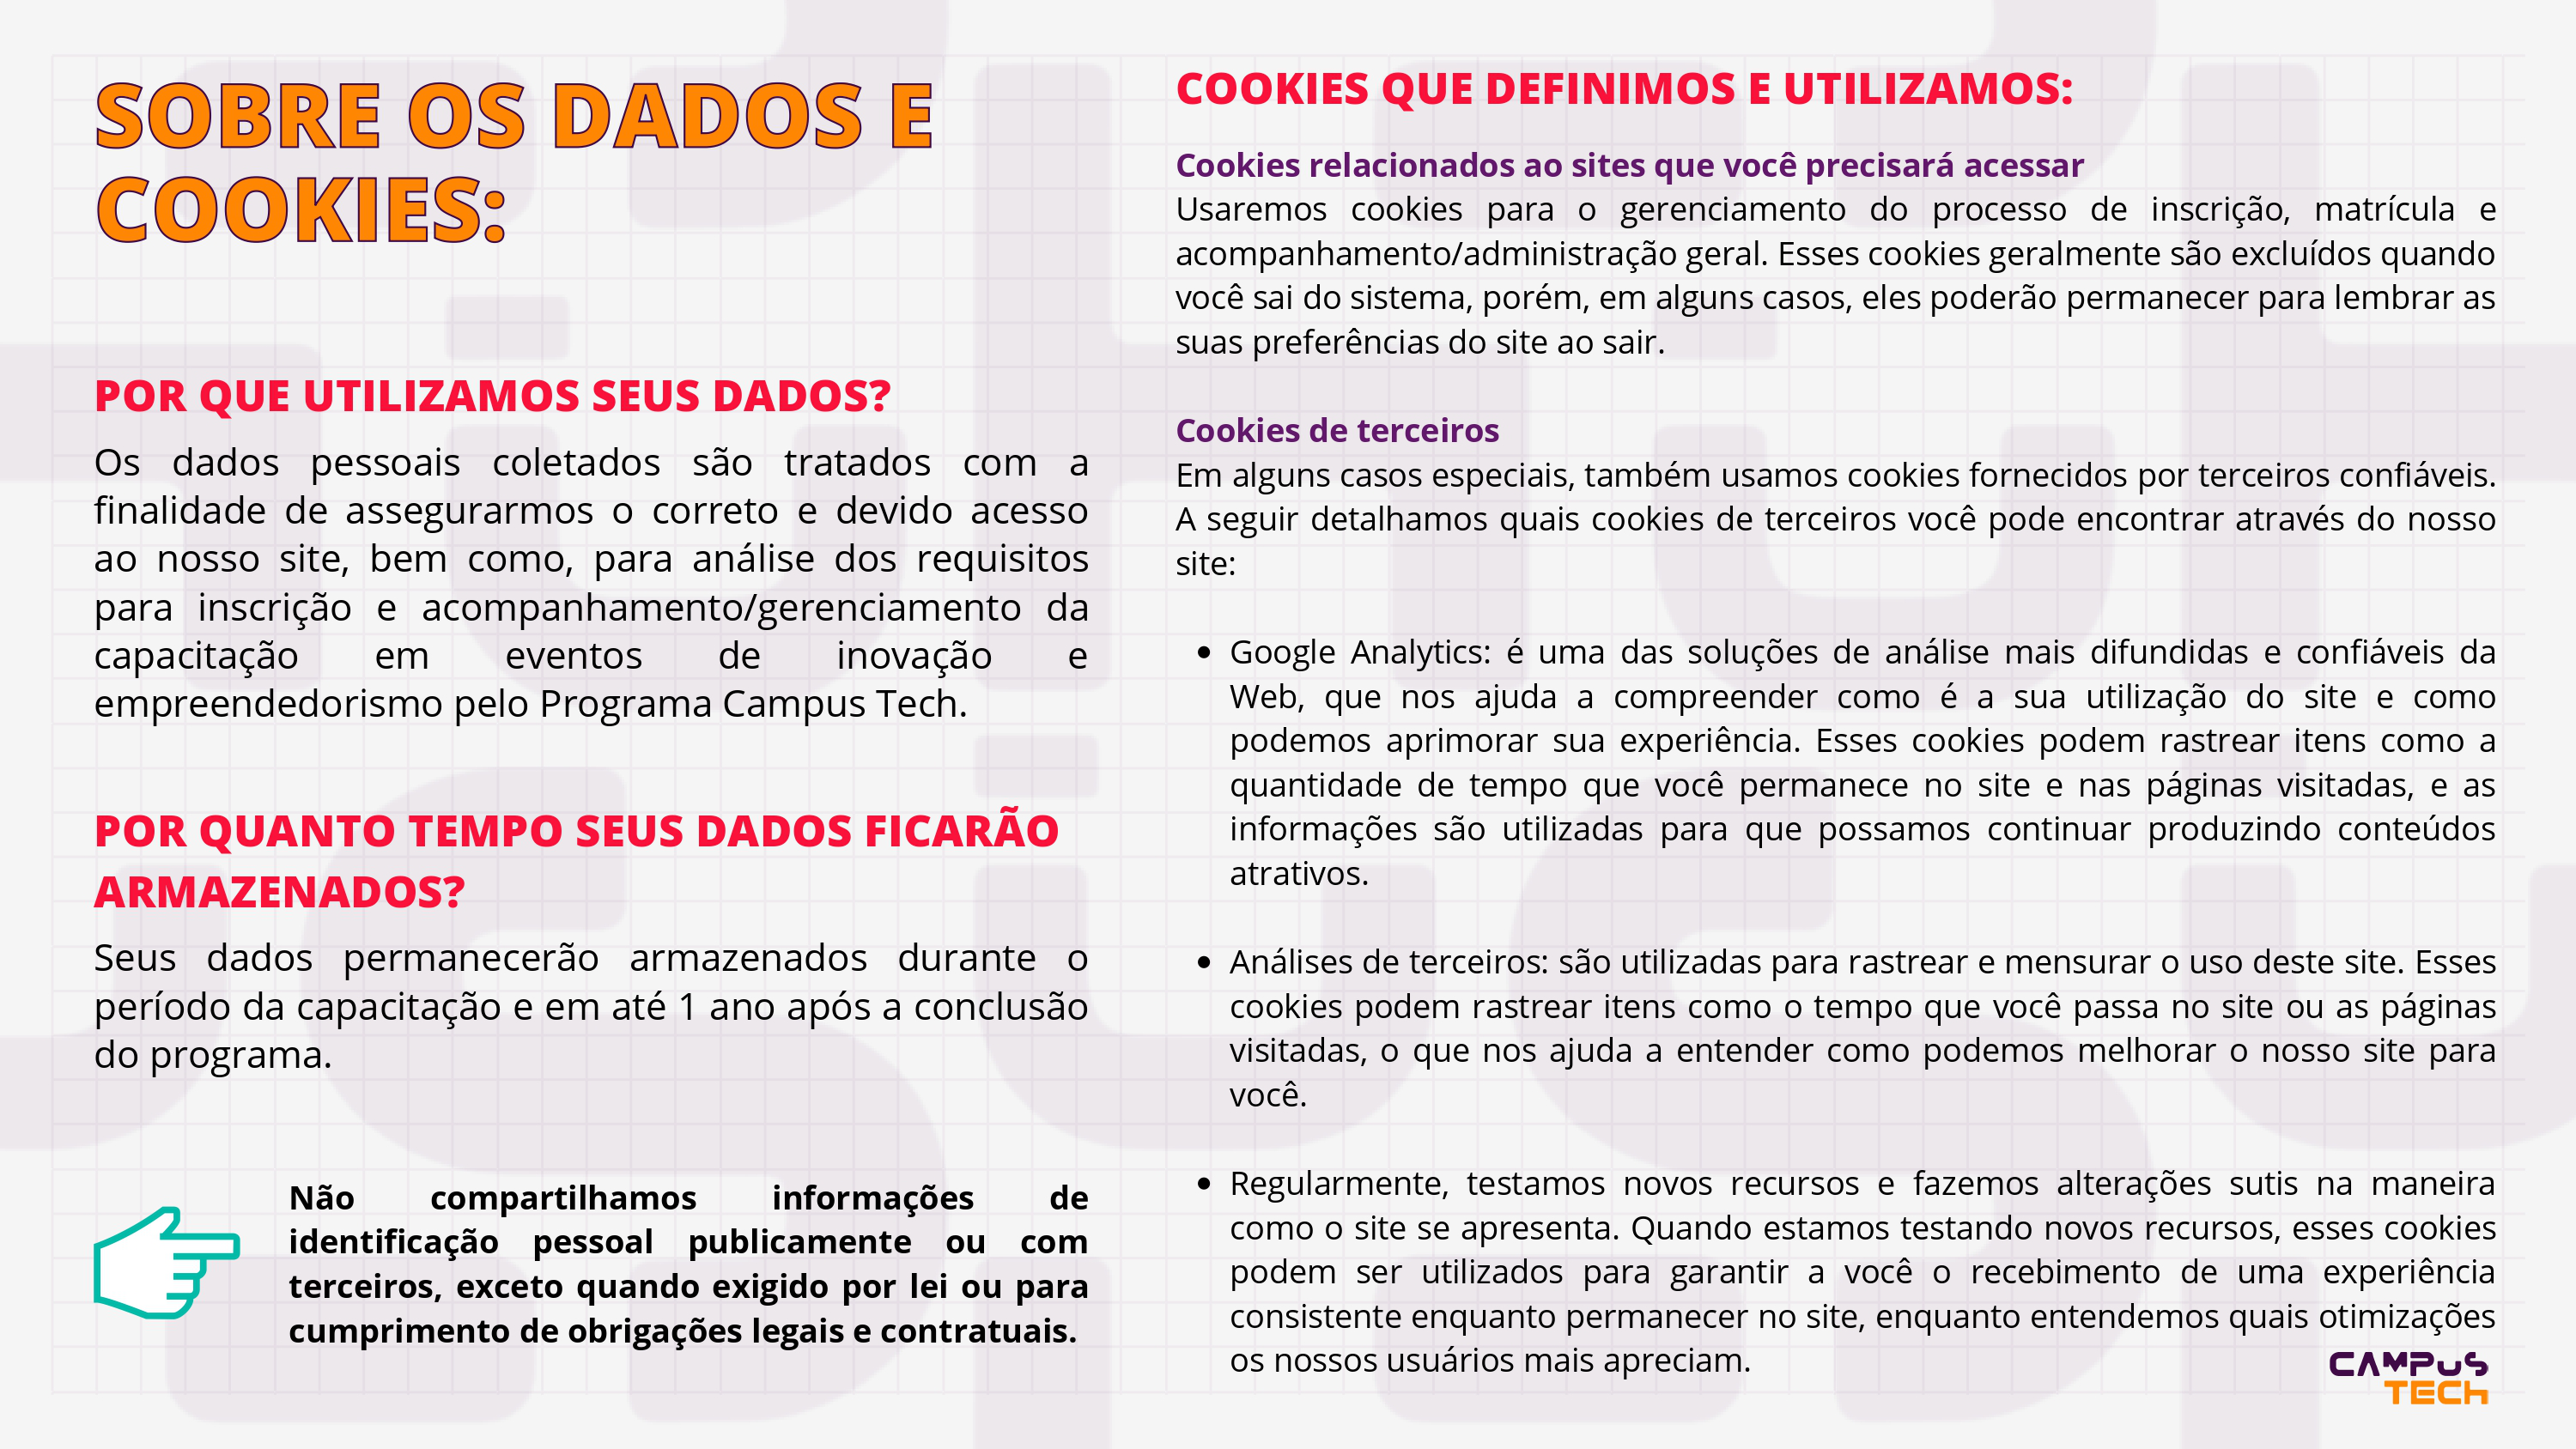 SOBRE OS DADOS E
COOKIES:
POR QUE UTILIZAMOS SEUS DADOS?
Os dados pessoais coletados são tratados com a
finalidade de assegurarmos o correto e devido acesso
ao nosso site, bem como, para análise dos requisitos
para inscrição e acompanhamento/gerenciamento da
capacitação em eventos de inovação e
empreendedorismo pelo Programa Campus Tech.
POR QUANTO TEMPO SEUS DADOS FICARÃO
ARMAZENADOS?
Seus dados permanecerão armazenados durante o
período da capacitação e em até 1 ano após a conclusão
do programa.
Não compartilhamos informações de
identificação pessoal publicamente ou com
terceiros, exceto quando exigido por lei ou para
cumprimento de obrigações legais e contratuais.
COOKIES QUE DEFINIMOS E UTILIZAMOS:
Cookies relacionados ao sites que você precisará acessar
Usaremos cookies para o gerenciamento do processo de inscrição, matrícula e
acompanhamento/administração geral. Esses cookies geralmente são excluídos quando
você sai do sistema, porém, em alguns casos, eles poderão permanecer para lembrar as
suas preferências do site ao sair.
Cookies de terceiros
Em alguns casos especiais, também usamos cookies fornecidos por terceiros confiáveis.
A seguir detalhamos quais cookies de terceiros você pode encontrar através do nosso
site:
• Google Analytics: é uma das soluções de análise mais difundidas e confiáveis da
Web, que nos ajuda a compreender como é a sua utilização do site e como
podemos aprimorar sua experiência. Esses cookies podem rastrear itens como a
quantidade de tempo que você permanece no site e nas páginas visitadas, e as
informações são utilizadas para que possamos continuar produzindo conteúdos
atrativos.
• Análises de terceiros: são utilizadas para rastrear e mensurar o uso deste site. Esses
cookies podem rastrear itens como o tempo que você passa no site ou as páginas
visitadas, o que nos ajuda a entender como podemos melhorar o nosso site para
você.
• Regularmente, testamos novos recursos e fazemos alterações sutis na maneira
como o site se apresenta. Quando estamos testando novos recursos, esses cookies
podem ser utilizados para garantir a você o recebimento de uma experiência
consistente enquanto permanecer no site, enquanto entendemos quais otimizações
os nossos usuários mais apreciam.
CAMPUS
TECH